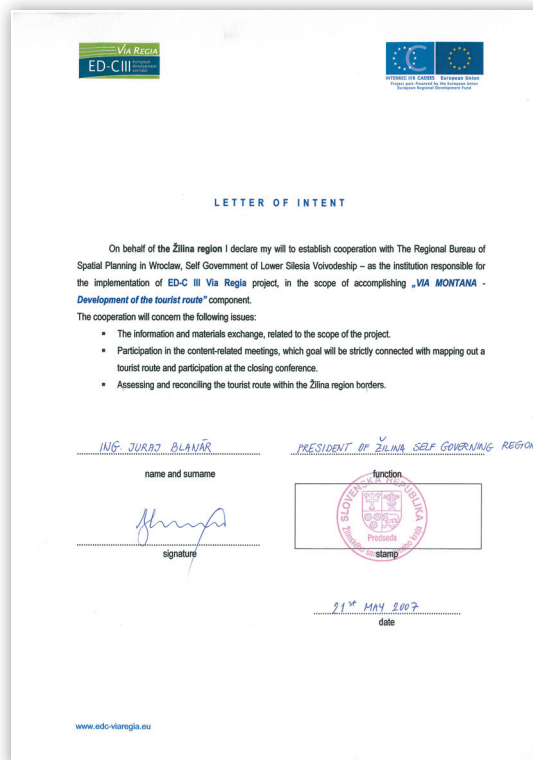 VIA REGIA
ED-CIII european
development
corridor
INTERREG III B CADSES European Union
Project part-financed by the European Union
European Regional Development Fund
LETTER OF INTENT
On behalf of the Žilina region I declare my will to establish cooperation with The Regional Bureau of
Spatial Planning in Wroclaw, Self Government of Lower Silesia Voivodeship – as the institution responsible for
the implementation of ED-C III Via Regia project, in the scope of accomplishing „VIA MONTANA -
Development of the tourist route" component.
The cooperation will concern the following issues:
▪ The information and materials exchange, related to the scope of the project.
▪ Participation in the content-related meetings, which goal will be strictly connected with mapping out a
tourist route and participation at the closing conference.
▪ Assessing and reconciling the tourist route within the Žilina region borders.
ING. JURAJ BLANÁR
PRESIDENT OF ŽILINA SELF GOVERNING REGION
name and surname
function
SLOVENSKÁ REPUBLIKA
Predseda
signature
stamp
21st MAY 2007
date
www.edc-viaregia.eu